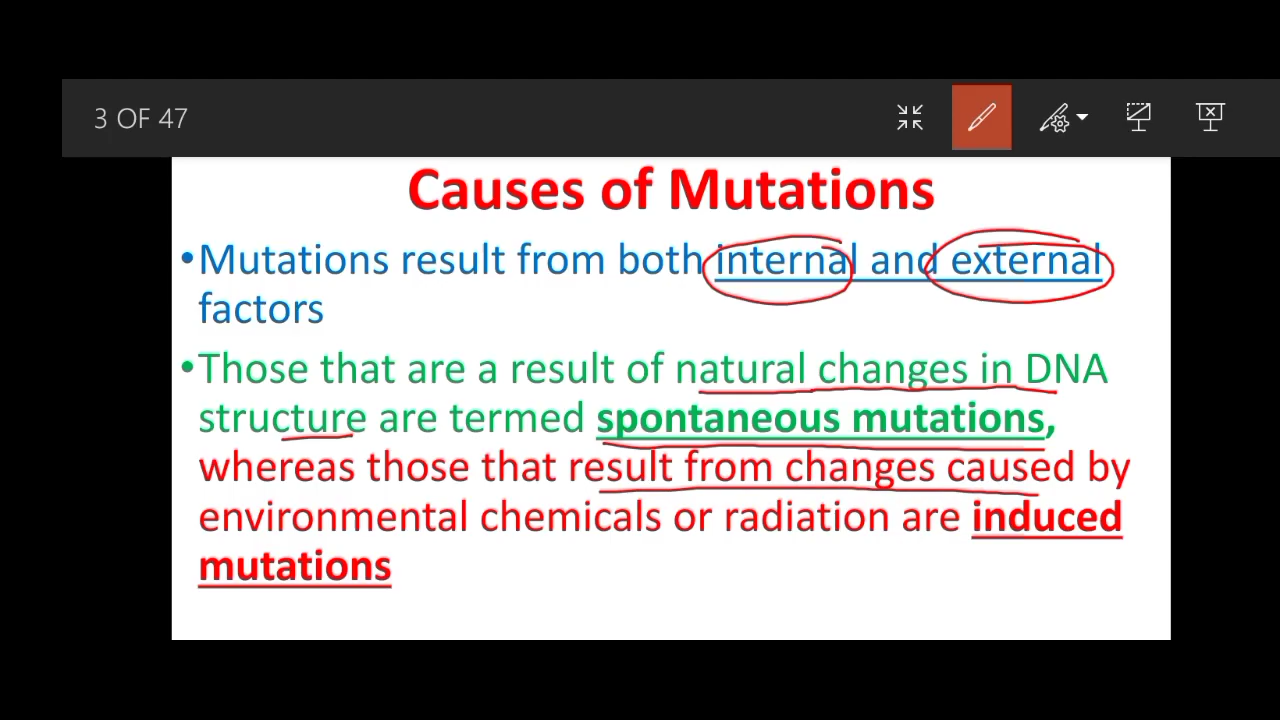 3 OF 47
Causes of Mutations
•Mutations result from both internal and external
factors
•Those that are a result of natural changes in DNA
structure are termed spontaneous mutations,
whereas those that result from changes caused by
environmental chemicals or radiation are induced
mutations